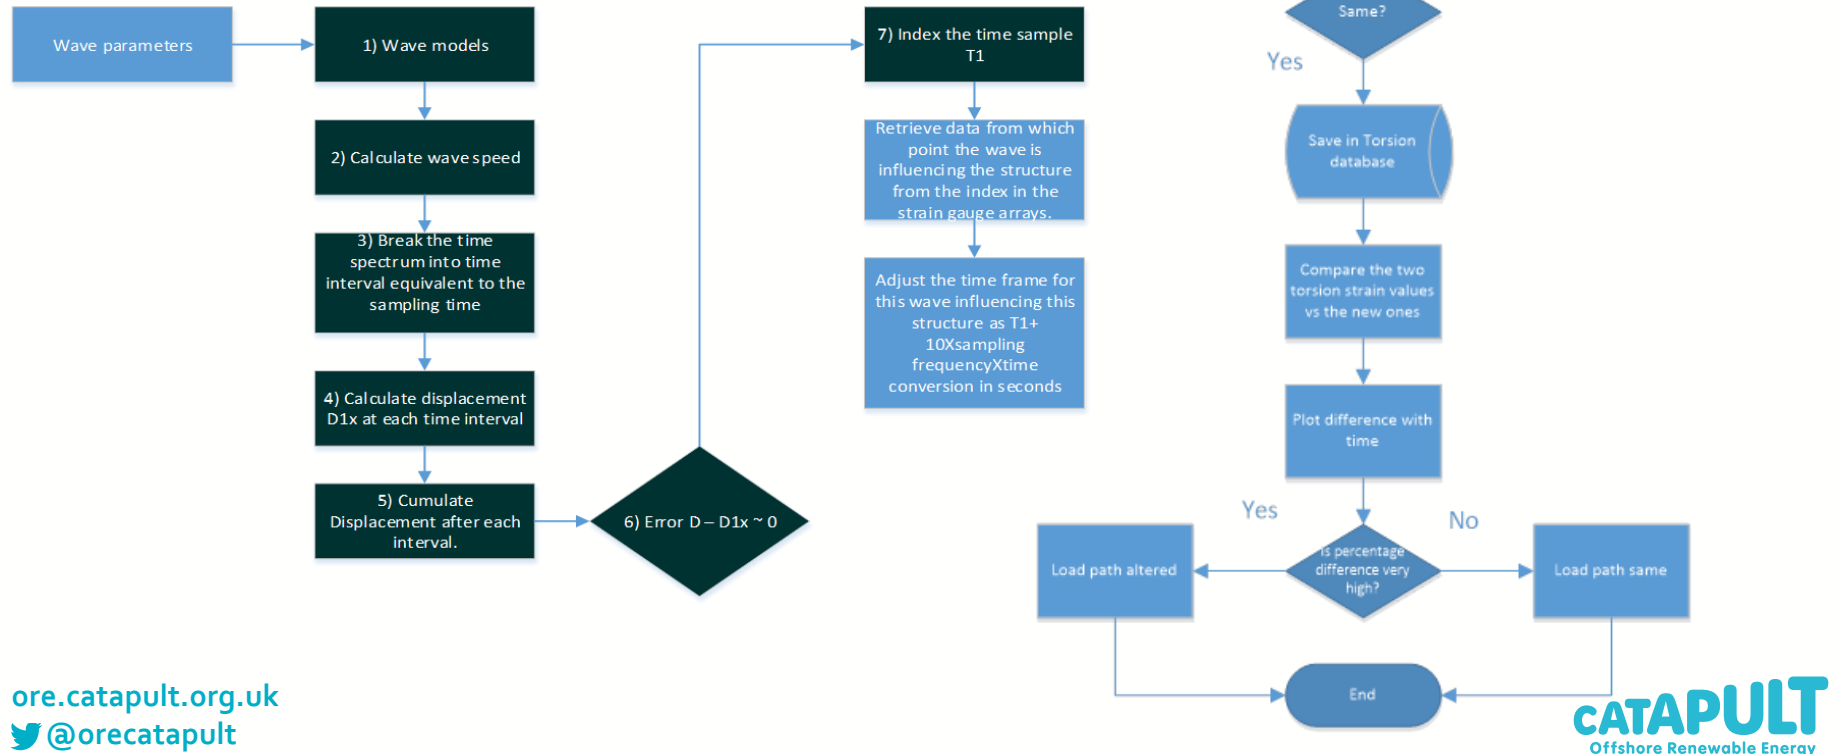 Wave parameters
1) Wave models
2) Calculate wave speed
3) Break the time
spectrum into time
interval equivalent to the
sampling time
4) Calculate displacement
D1x at each time interval
5) Cumulate
Displacement after each
interval.
6) Error D – D1x ~ 0
7) Index the time sample
T1
Retrieve data from which
point the wave is
influencing the structure
from the index in the
strain gauge arrays.
Adjust the time frame for
this wave influencing this
structure as T1+
10Xsampling
frequencyXtime
conversion in seconds
Same?
Yes
Save in Torsion
database
Compare the two
torsion strain values
vs the new ones
Plot difference with
time
Yes
No
Is percentage
difference very
high?
Load path altered
Load path same
End
ore.catapult.org.uk
@orecatapult
CATAPULT
Offshore Renewable Energy